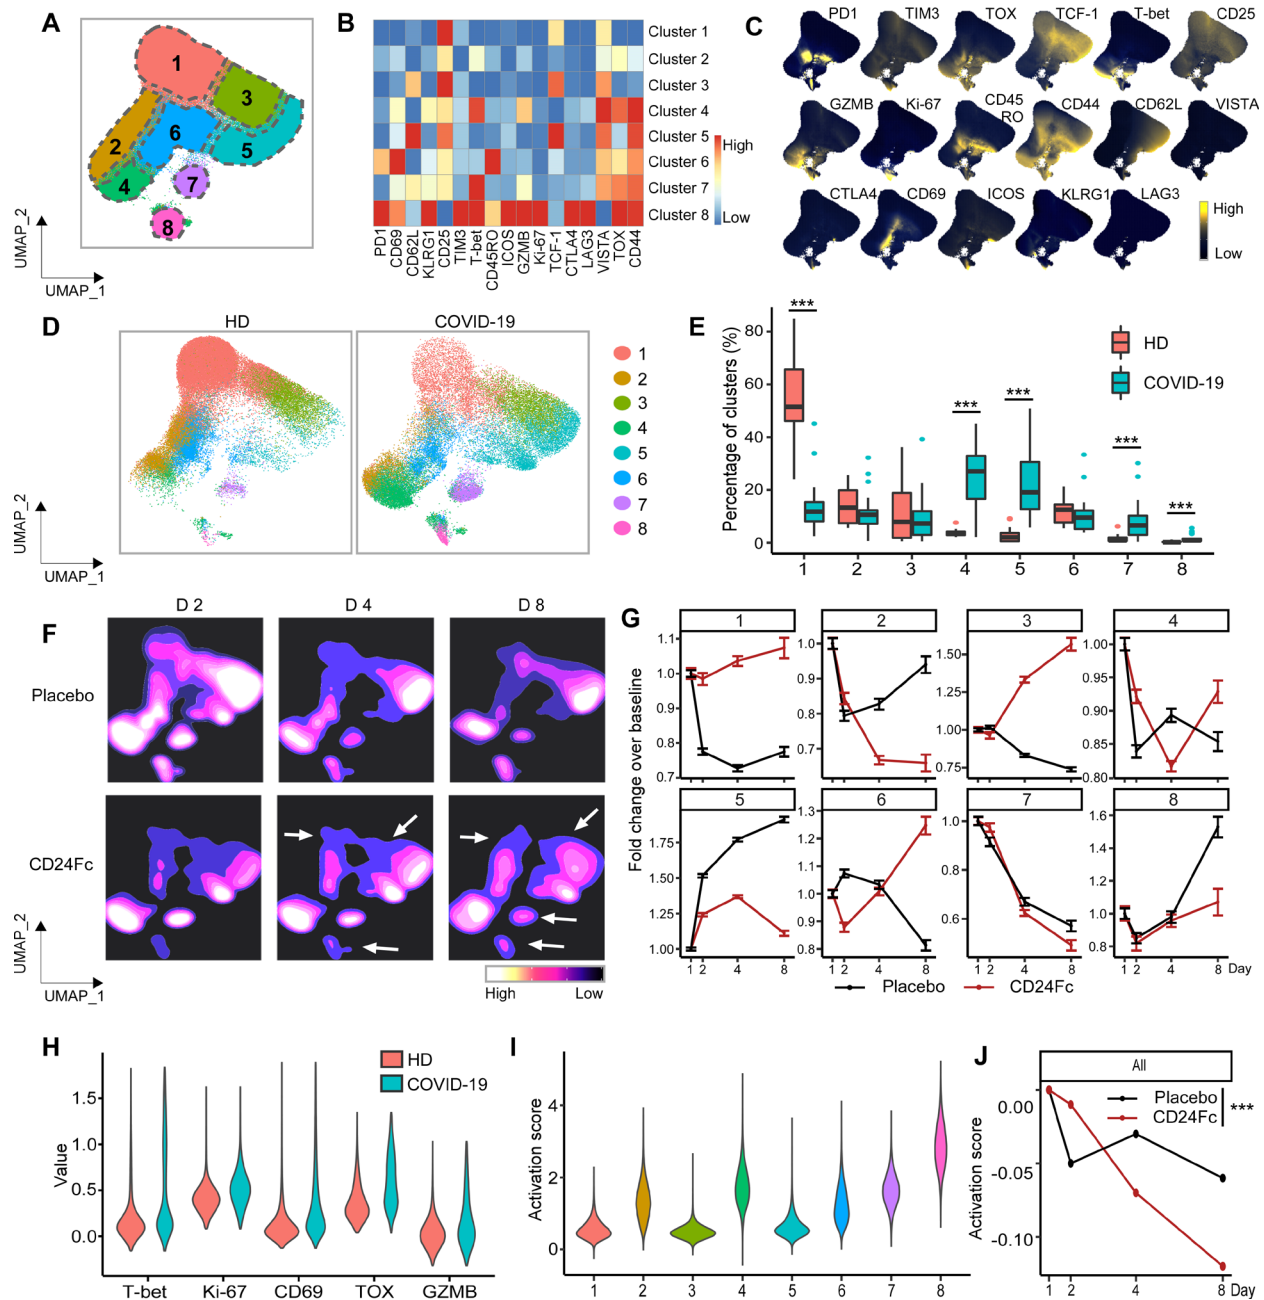 A
1
2
3
4
5
6
7
8
UMAP_2
UMAP_1
B
Cluster 1
Cluster 2
Cluster 3
Cluster 4
Cluster 5
Cluster 6
Cluster 7
Cluster 8
High
Low
PD1
CD69
CD62L
KLRG1
CD25
TIM3
T-bet
CD45RO
ICOS
GZMB
Ki-67
TCF-1
CTLA4
LAG3
VISTA
TOX
CD44
C
PD1
TIM3
TOX
TCF-1
T-bet
CD25
GZMB
Ki-67
CD45
RO
CD44
CD62L
VISTA
CTLA4
CD69
ICOS
KLRG1
LAG3
High
Low
D
HD
COVID-19
1
2
3
4
5
6
7
8
UMAP_2
UMAP_1
E
Percentage of clusters (%)
80
60
40
20
0
***
***
***
***
***
HD
COVID-19
1 2 3 4 5 6 7 8
F
D 2 D 4 D 8
Placebo
CD24Fc
UMAP_2
UMAP_1
High Low
G
Fold change over baseline
1
1.1
1.0
0.9
0.8
0.7
2
1.0
0.9
0.8
0.7
3
1.50
1.25
1.00
0.75
4
1.00
0.95
0.90
0.85
0.80
5
1.75
1.50
1.25
1.00
6
1.3
1.2
1.1
1.0
0.9
0.8
7
1.0
0.8
0.6
8
1.6
1.4
1.2
1.0
0.8
1 2 4 8
1 2 4 8
1 2 4 8
1 2 4 8 Day
Placebo CD24Fc
H
HD
COVID-19
Value
1.5
1.0
0.5
0.0
T-bet Ki-67 CD69 TOX GZMB
I
Activation score
4
2
0
1 2 3 4 5 6 7 8
J
All
Placebo
CD24Fc
***
Activation score
0.00
-0.05
-0.10
1 2 4 8 Day